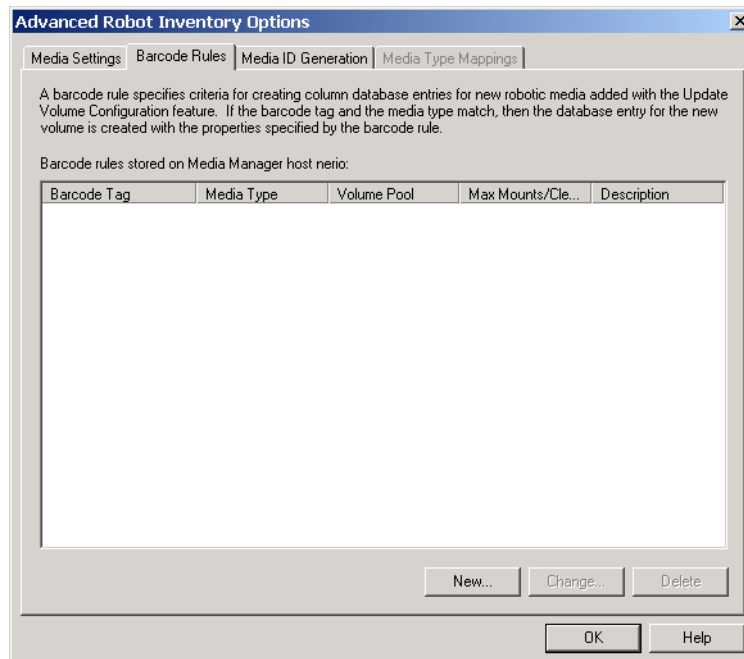 Advanced Robot Inventory Options
Media Settings Barcode Rules Media ID Generation Media Type Mappings
A barcode rule specifies criteria for creating column database entries for new robotic media added with the Update
Volume Configuration feature. If the barcode tag and the media type match, then the database entry for the new
volume is created with the properties specified by the barcode rule.
Barcode rules stored on Media Manager host nerio:
Barcode Tag Media Type Volume Pool Max Mounts/Cle... Description
New... Change... Delete
OK Help